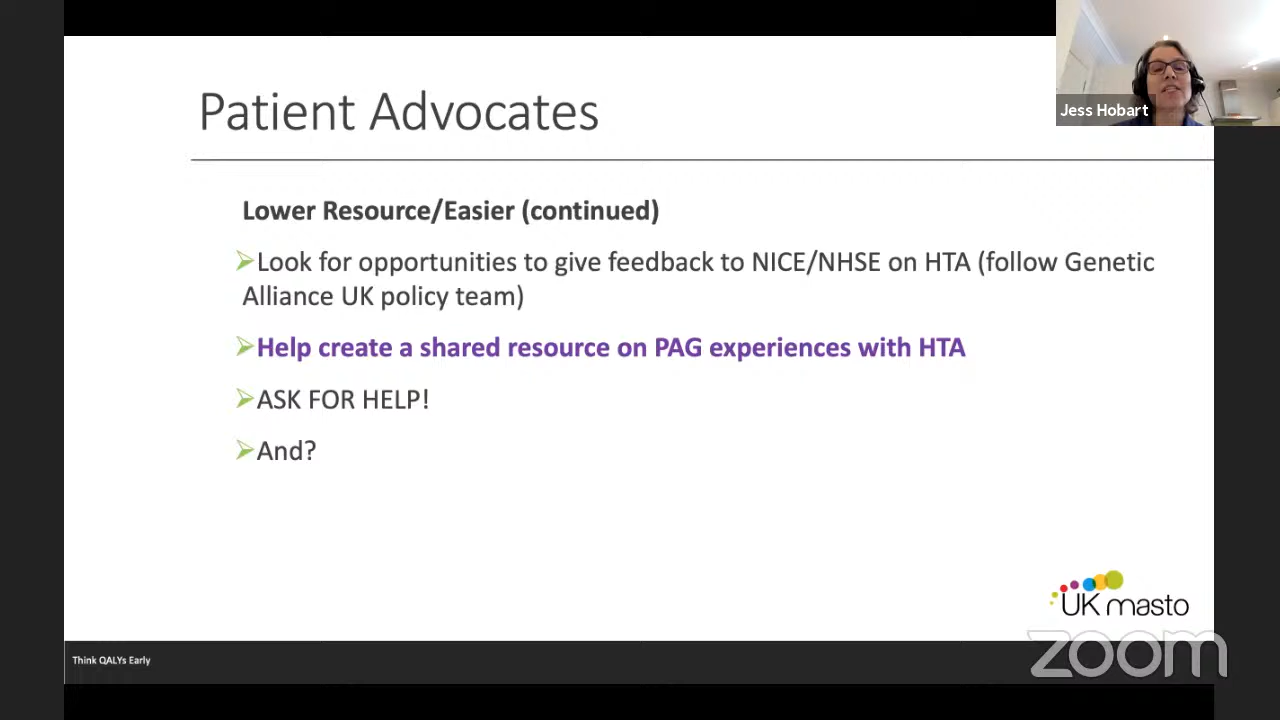 Jess Hobart
Patient Advocates
Lower Resource/Easier (continued)
Look for opportunities to give feedback to NICE/NHSE on HTA (follow Genetic
Alliance UK policy team)
Help create a shared resource on PAG experiences with HTA
ASK FOR HELP!
And?
UK masto
Think QALYs Early
zoom